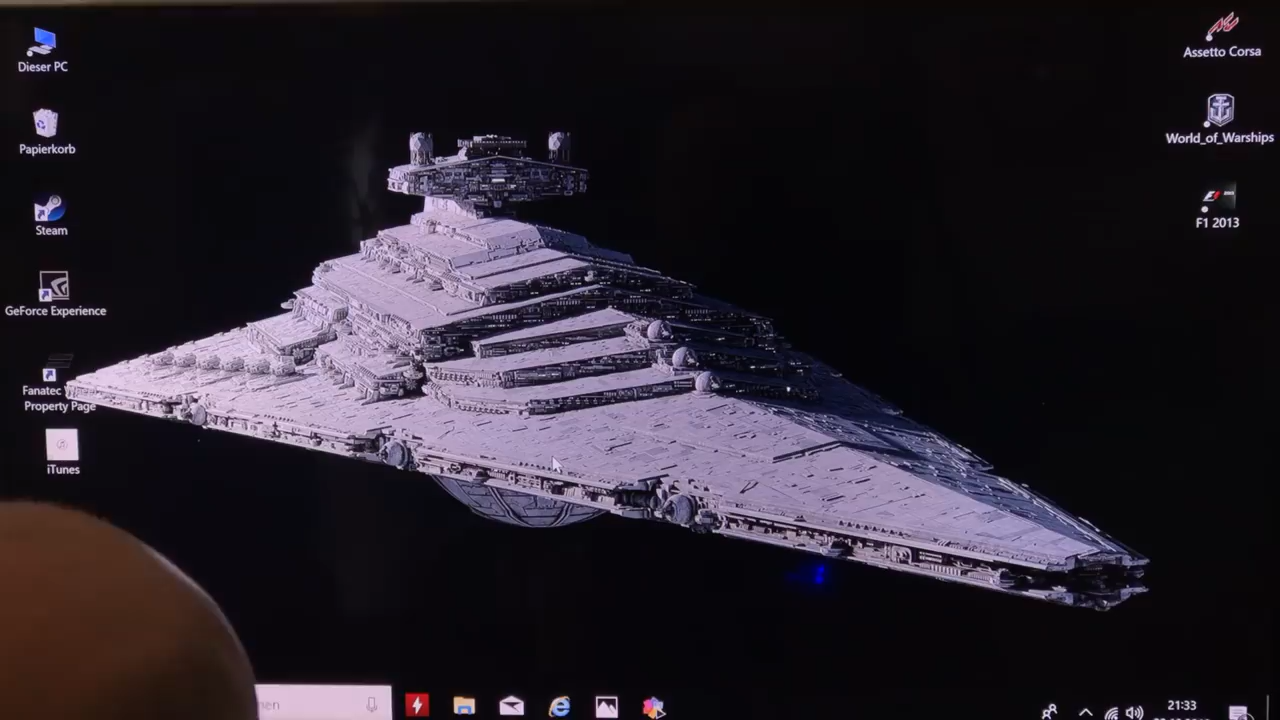 Dieser PC
Papierkorb
Steam
GeForce Experience
Fanatec
Property Page
iTunes
Assetto Corsa
World_of_Warships
F1 2013
21:33